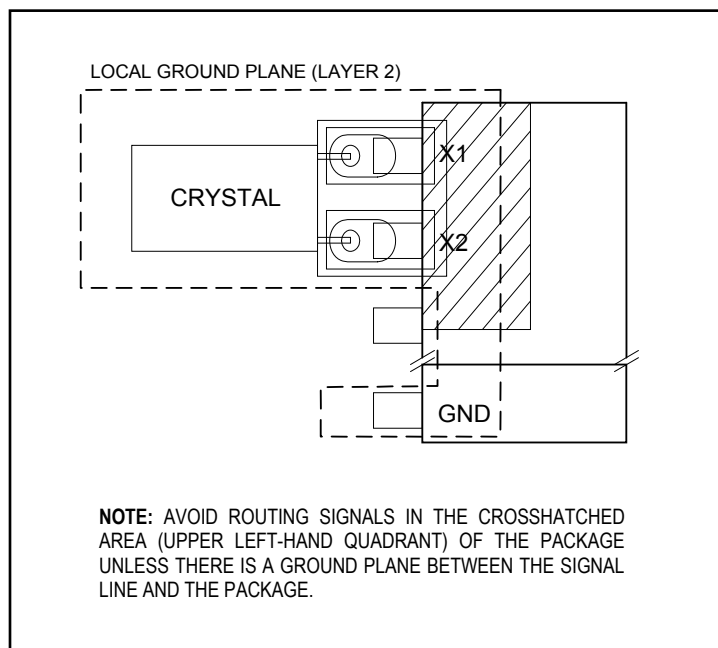 LOCAL GROUND PLANE (LAYER 2)
X1
CRYSTAL
X2
GND
NOTE: AVOID ROUTING SIGNALS IN THE CROSSHATCHED
AREA (UPPER LEFT-HAND QUADRANT) OF THE PACKAGE
UNLESS THERE IS A GROUND PLANE BETWEEN THE SIGNAL
LINE AND THE PACKAGE.